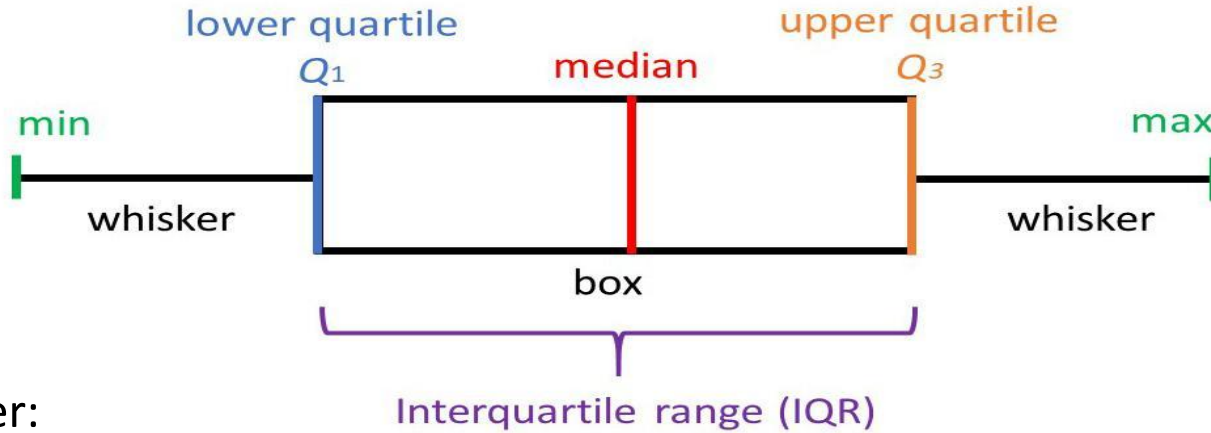 lower quartile
Q1
median
upper quartile
Q3
min
max
whisker
whisker
box
er:
Interquartile range (IQR)